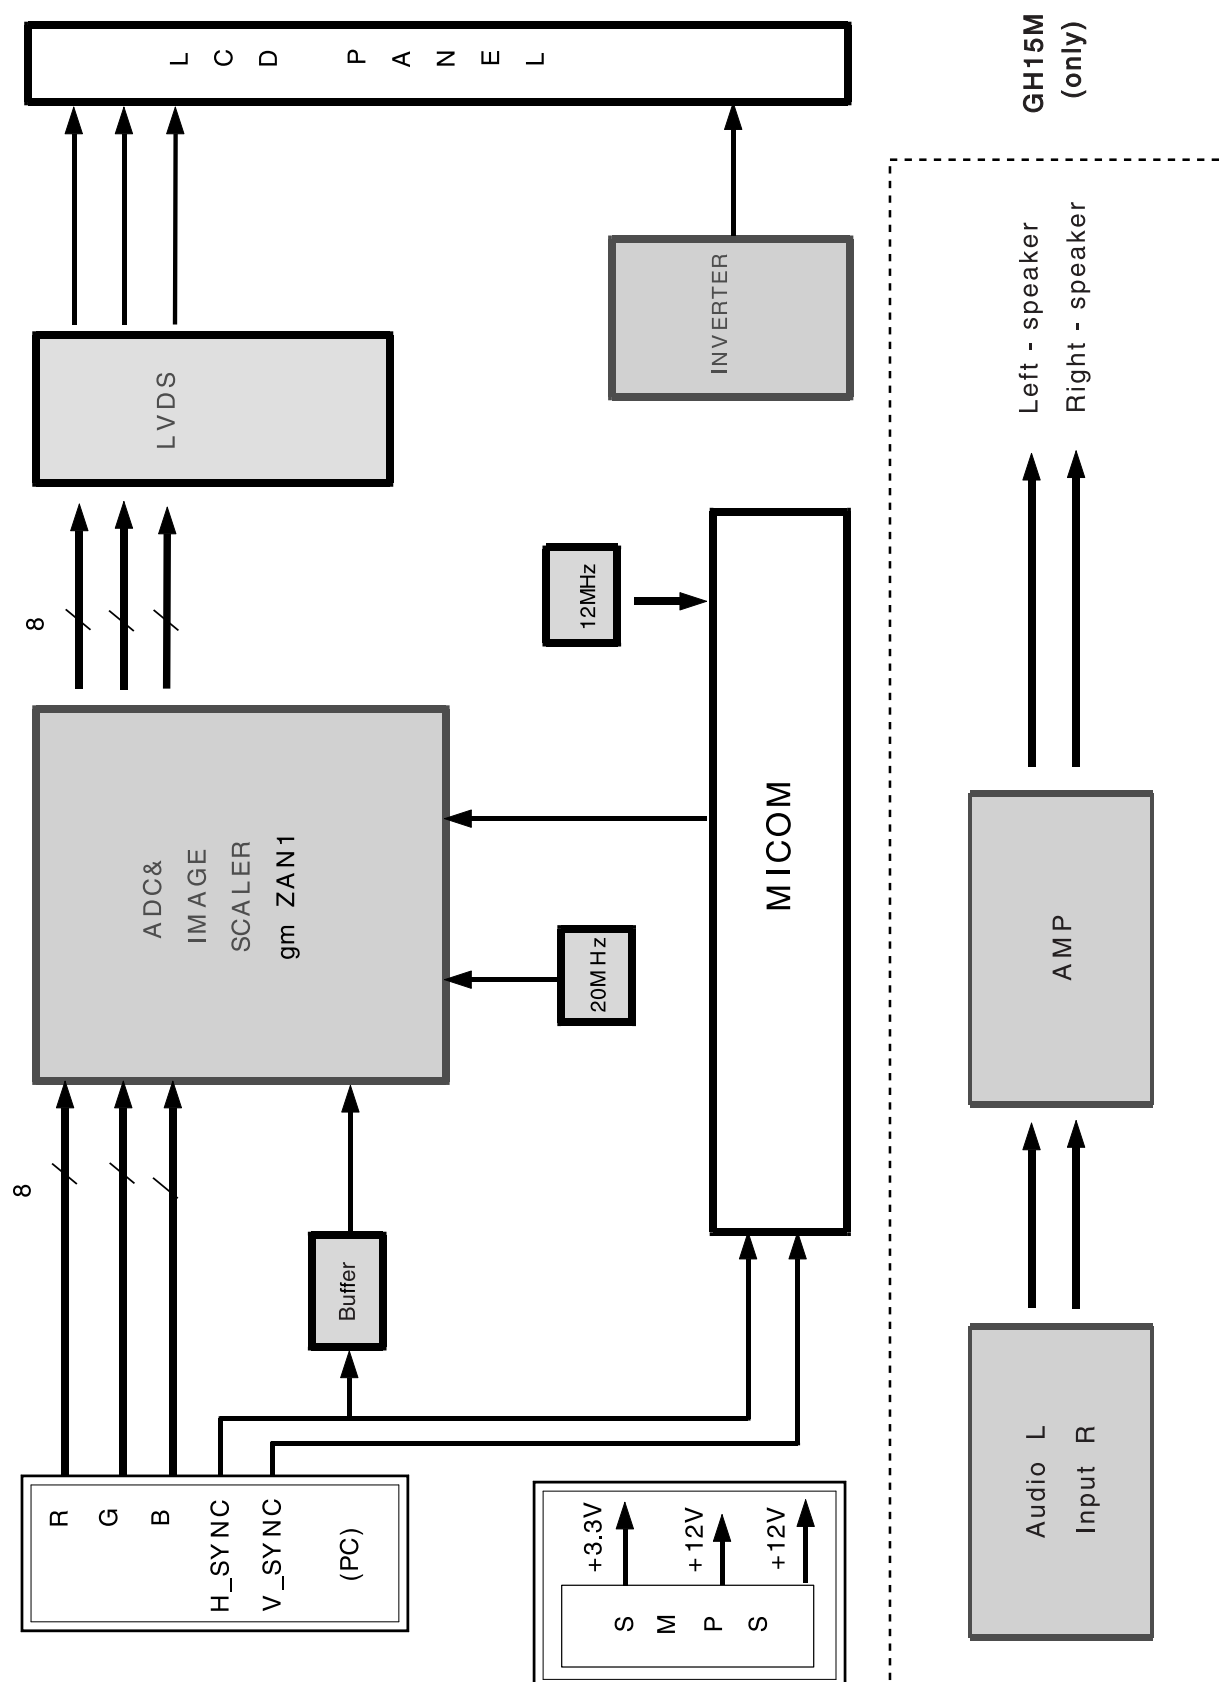 R
G
B
H_SYNC
V_SYNC
(PC)
8
Buffer
ADC&
IMAGE
SCALER
gm ZAN1
20MHz
8
LVDS
12MHz
MICOM
INVERTER
LCD PANEL
SMPS
+3.3V
+12V
+12V
GH15M
(only)
Audio L
Input R
AMP
Left - speaker
Right - speaker